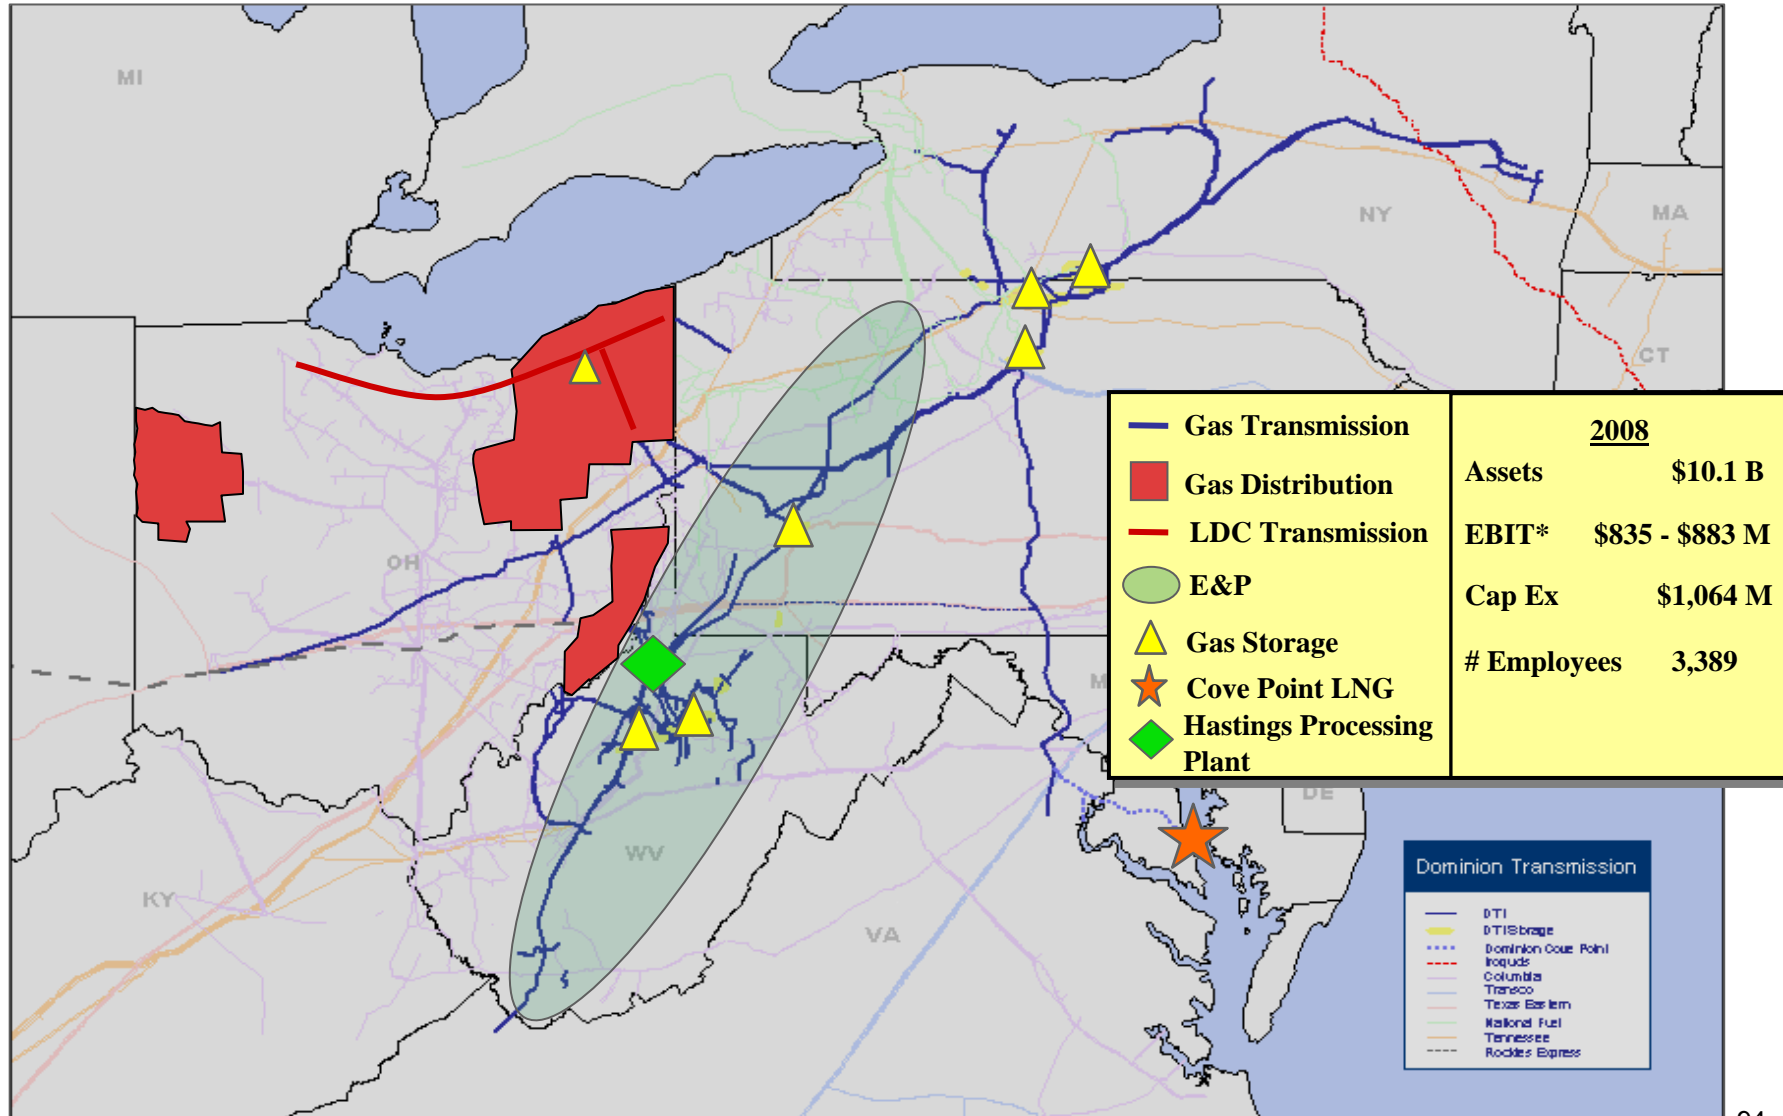 MI
NY
MA
CT
OH
M
DE
WV
KY
VA
Gas Transmission
Gas Distribution
LDC Transmission
E&P
Gas Storage
Cove Point LNG
Hastings Processing
Plant
2008
Assets $10.1 B
EBIT* $835 - $883 M
Cap Ex $1,064 M
# Employees 3,389
Dominion Transmission
DTI
DTI Storage
Dominion Cove Point
Iroquois
Columbia
Transco
Texas Eastern
National Fuel
Tennessee
Rockies Express